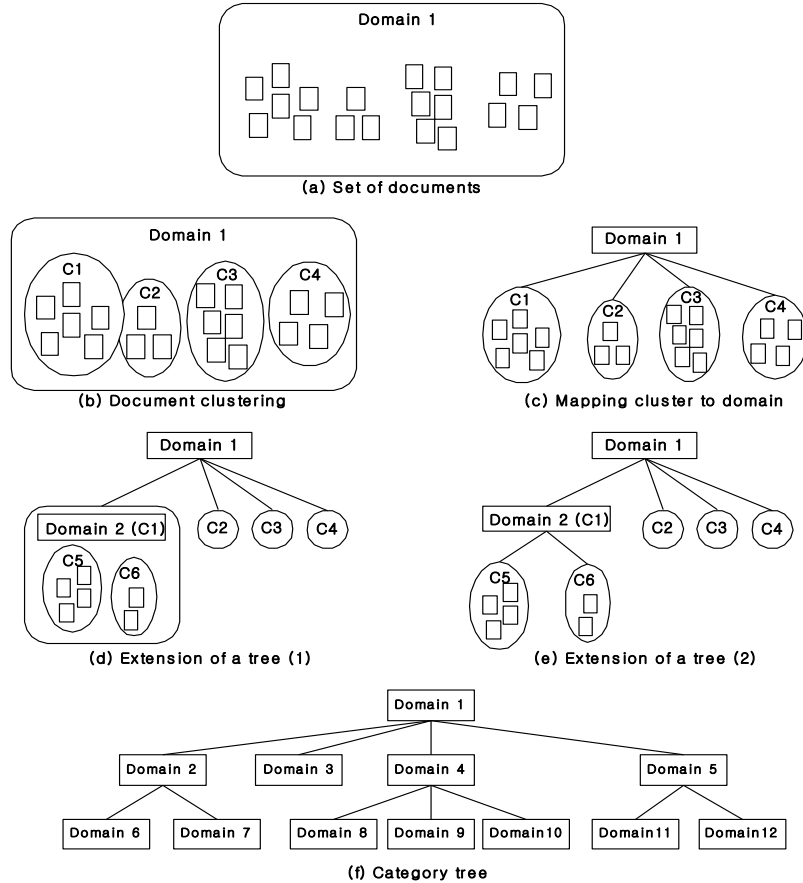 Domain 1
(a) Set of documents
Domain 1
C1
C2
C3
C4
(b) Document clustering
Domain 1
C1
C2
C3
C4
(c) Mapping cluster to domain
Domain 1
Domain 2 (C1)
C2
C3
C4
C5
C6
(d) Extension of a tree (1)
Domain 1
Domain 2 (C1)
C2
C3
C4
C5
C6
(e) Extension of a tree (2)
Domain 1
Domain 2
Domain 3
Domain 4
Domain 5
Domain 6
Domain 7
Domain 8
Domain 9
Domain10
Domain11
Domain12
(f) Category tree